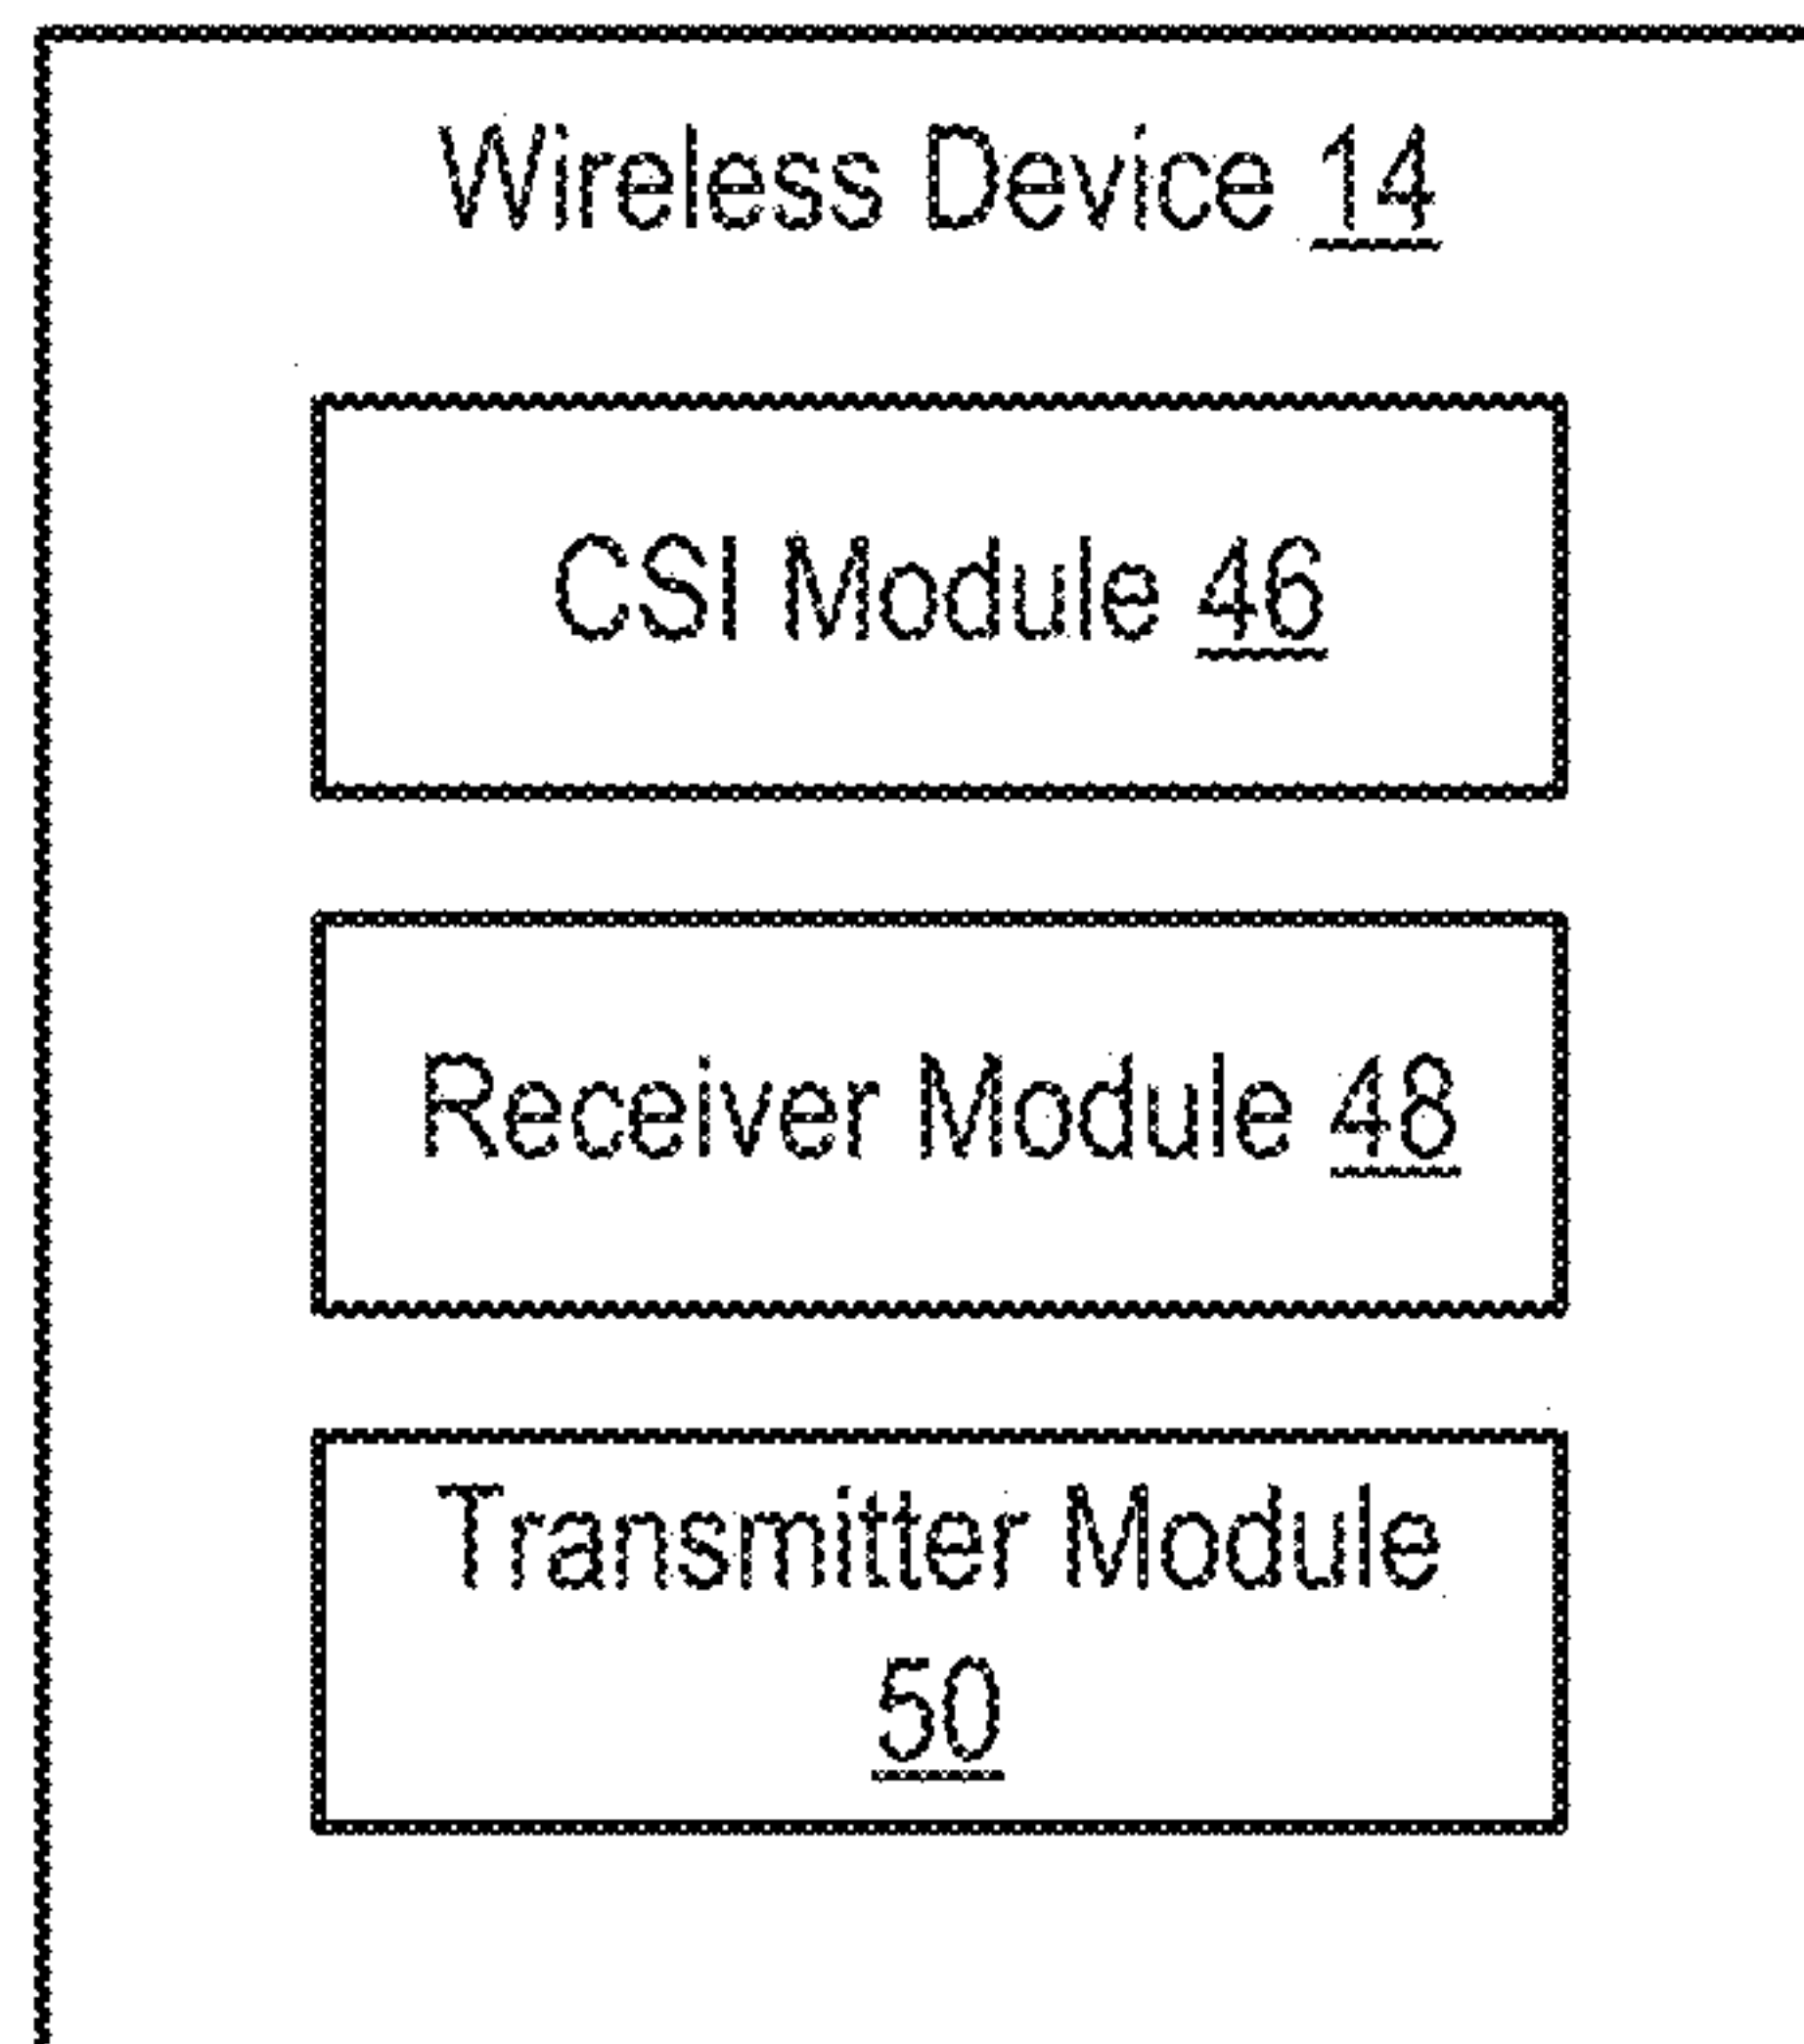 Wireless Device 14
CSI Module 46
Receiver Module 48
Transmitter Module
50